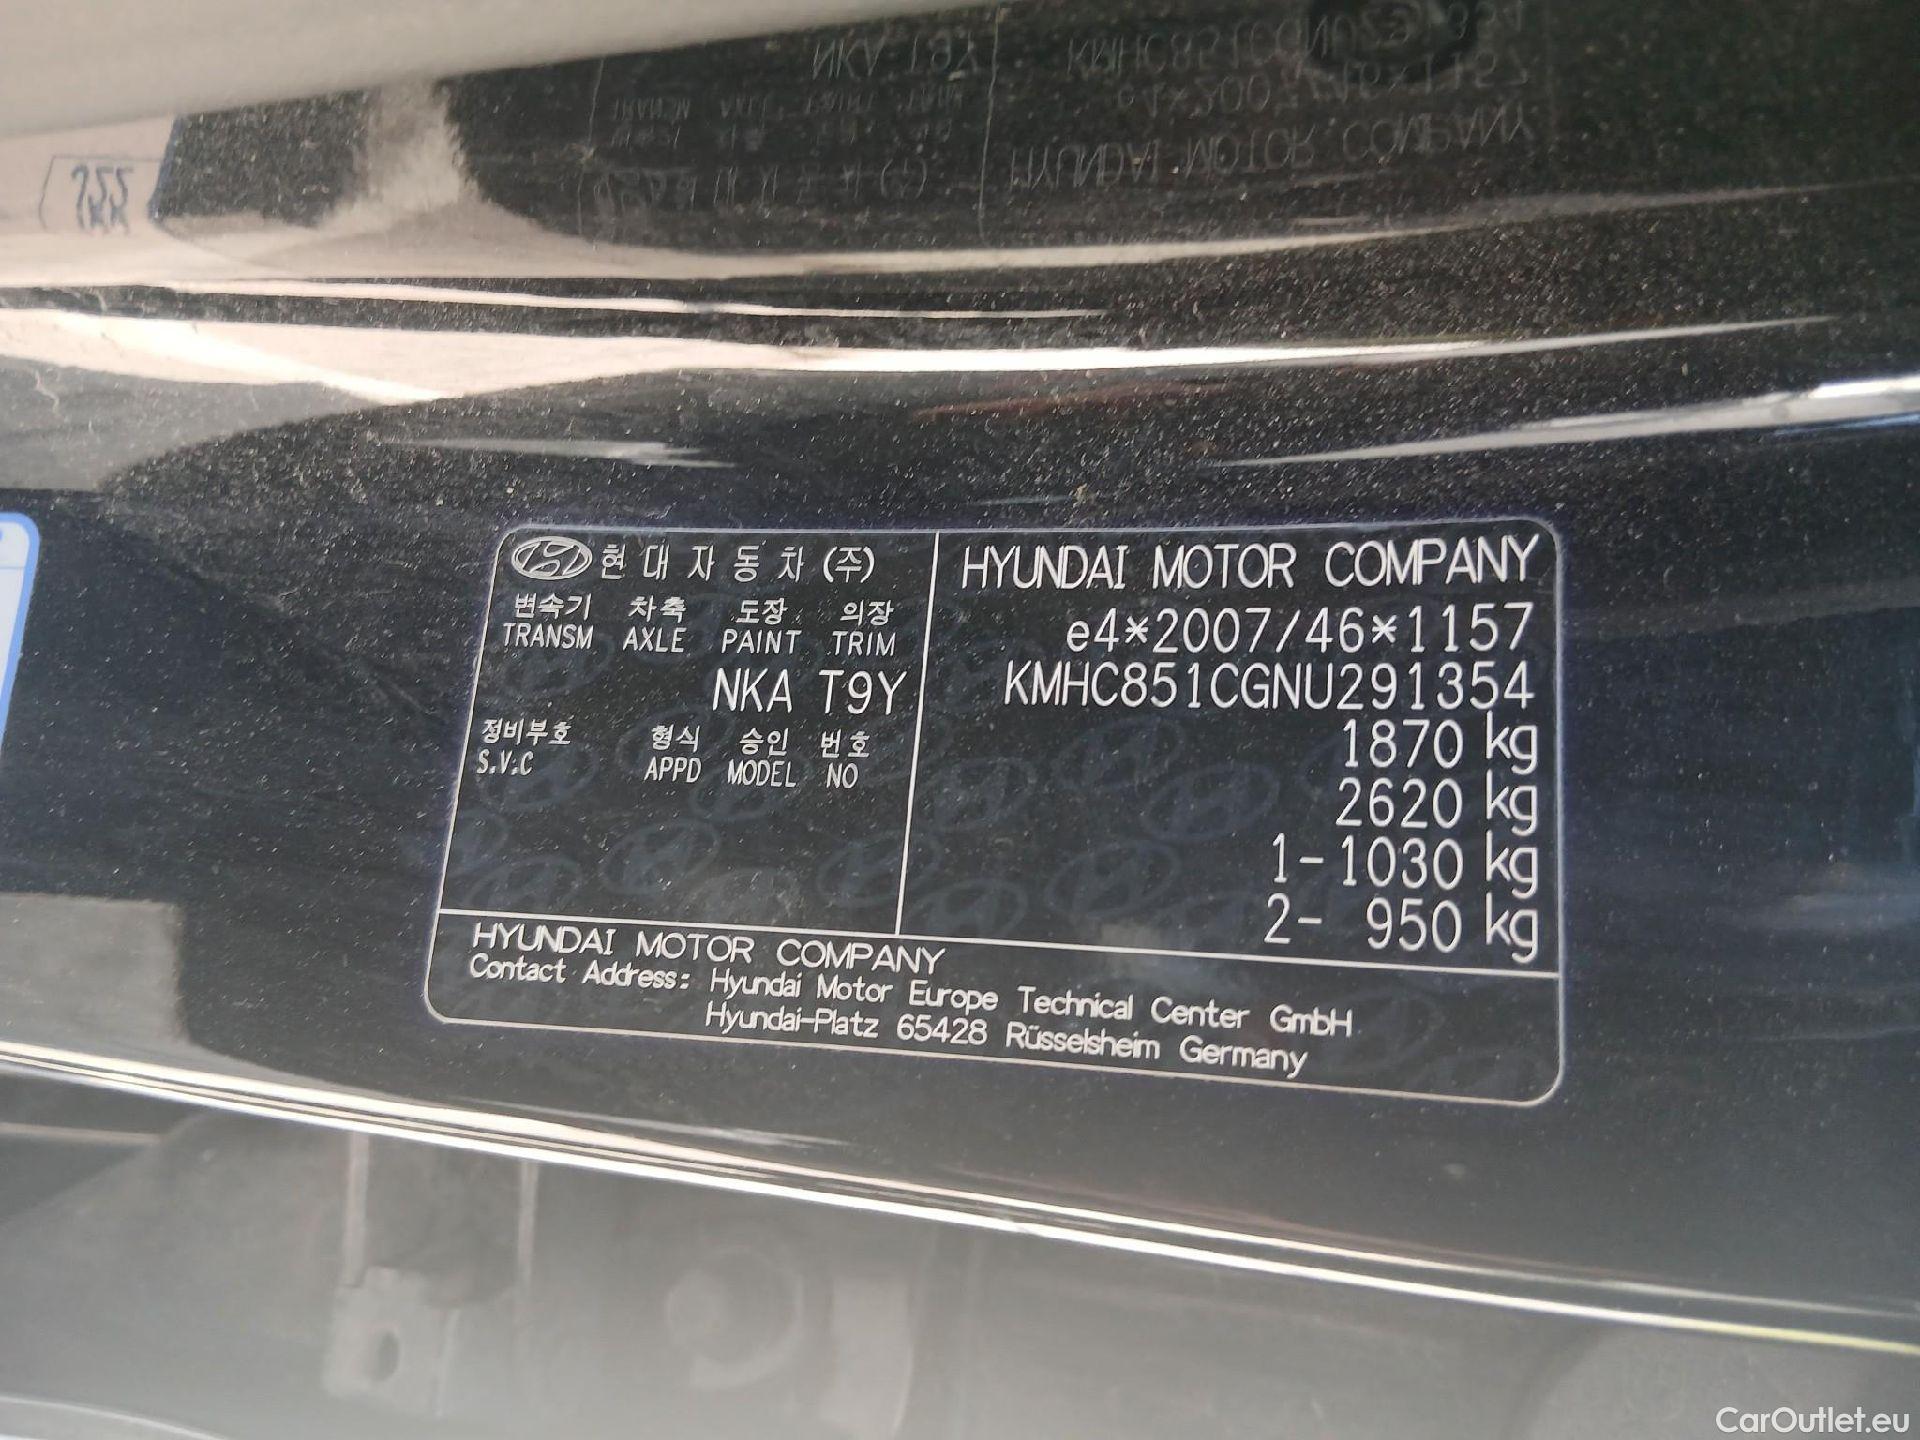 현대자동차(주)
변속기 차축 도장 의장
TRANSM AXLE PAINT TRIM
NKA T9Y
정비부호 형식 승인 번호
S.V.C APPD MODEL NO
HYUNDAI MOTOR COMPANY
e4*2007/46*1157
KMHC851CGNU291354
1870 kg
2620 kg
1-1030 kg
2- 950 kg
HYUNDAI MOTOR COMPANY
Contact Address: Hyundai Motor Europe Technical Center GmbH
Hyundai-Platz 65428 Rüsselsheim Germany
CarOutlet.eu